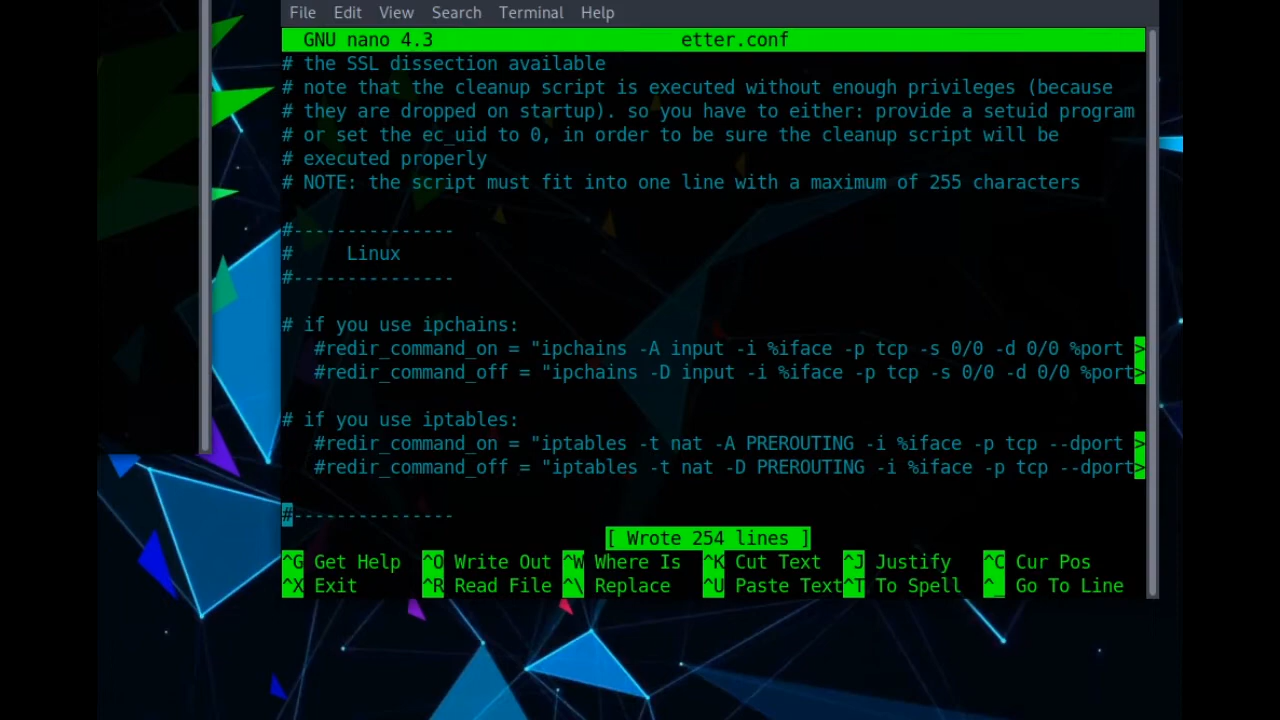 File Edit View Search Terminal Help
GNU nano 4.3 etter.conf
# the SSL dissection available
# note that the cleanup script is executed without enough privileges (because
# they are dropped on startup). so you have to either: provide a setuid program
# or set the ec_uid to 0, in order to be sure the cleanup script will be
# executed properly
# NOTE: the script must fit into one line with a maximum of 255 characters
#---------------
# Linux
#---------------
# if you use ipchains:
#redir_command_on = "ipchains -A input -i %iface -p tcp -s 0/0 -d 0/0 %port >
#redir_command_off = "ipchains -D input -i %iface -p tcp -s 0/0 -d 0/0 %port>
# if you use iptables:
#redir_command_on = "iptables -t nat -A PREROUTING -i %iface -p tcp --dport >
#redir_command_off = "iptables -t nat -D PREROUTING -i %iface -p tcp --dport>
#---------------
[ Wrote 254 lines ]
^G Get Help ^O Write Out ^W Where Is ^K Cut Text ^J Justify ^C Cur Pos
^X Exit ^R Read File ^\ Replace ^U Paste Text ^T To Spell ^_ Go To Line